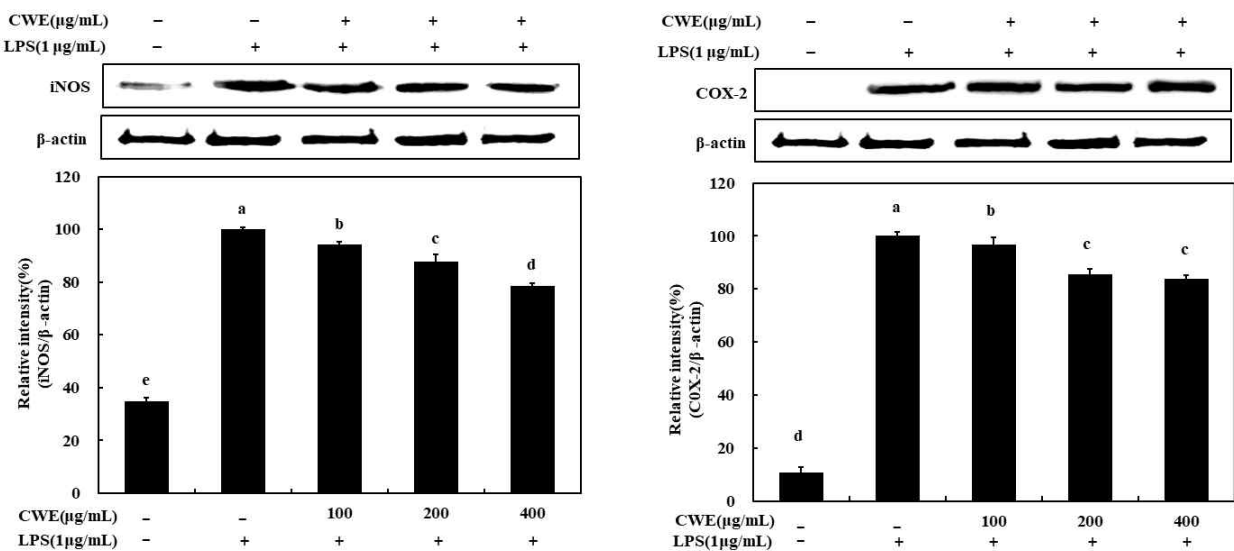 CWE(μg/mL) – – + + +
LPS(1 μg/mL) – + + + +
iNOS
β-actin
120
100
80
60
40
20
0
Relative intensity(%)
(iNOS/β -actin)
e a b c d
CWE(μg/mL) – – 100 200 400
LPS(1μg/mL) – + + + +
CWE(μg/mL) – – + + +
LPS(1 μg/mL) – + + + +
COX-2
β-actin
120
100
80
60
40
20
0
Relative intensity(%)
(C0X-2/β -actin)
d a b c c
CWE(μg/mL) – – 100 200 400
LPS(1μg/mL) – + + + +